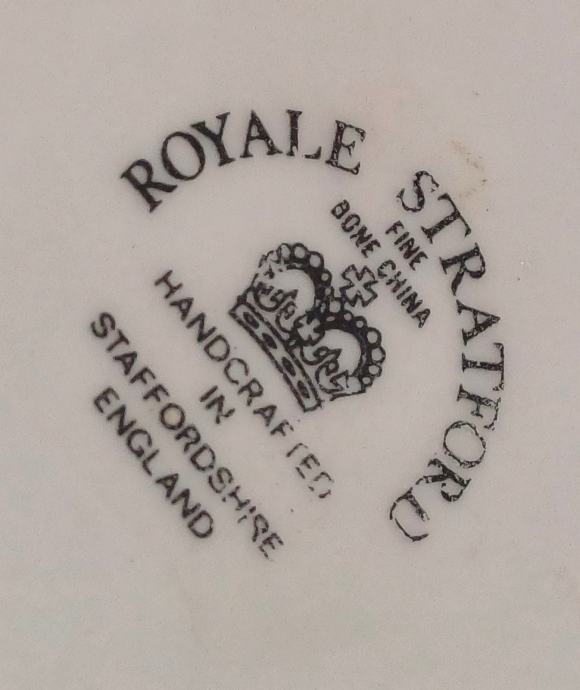 ROYALE STRATFORD
FINE
BONE CHINA
HANDCRAFTED
IN
STAFFORDSHIRE
ENGLAND